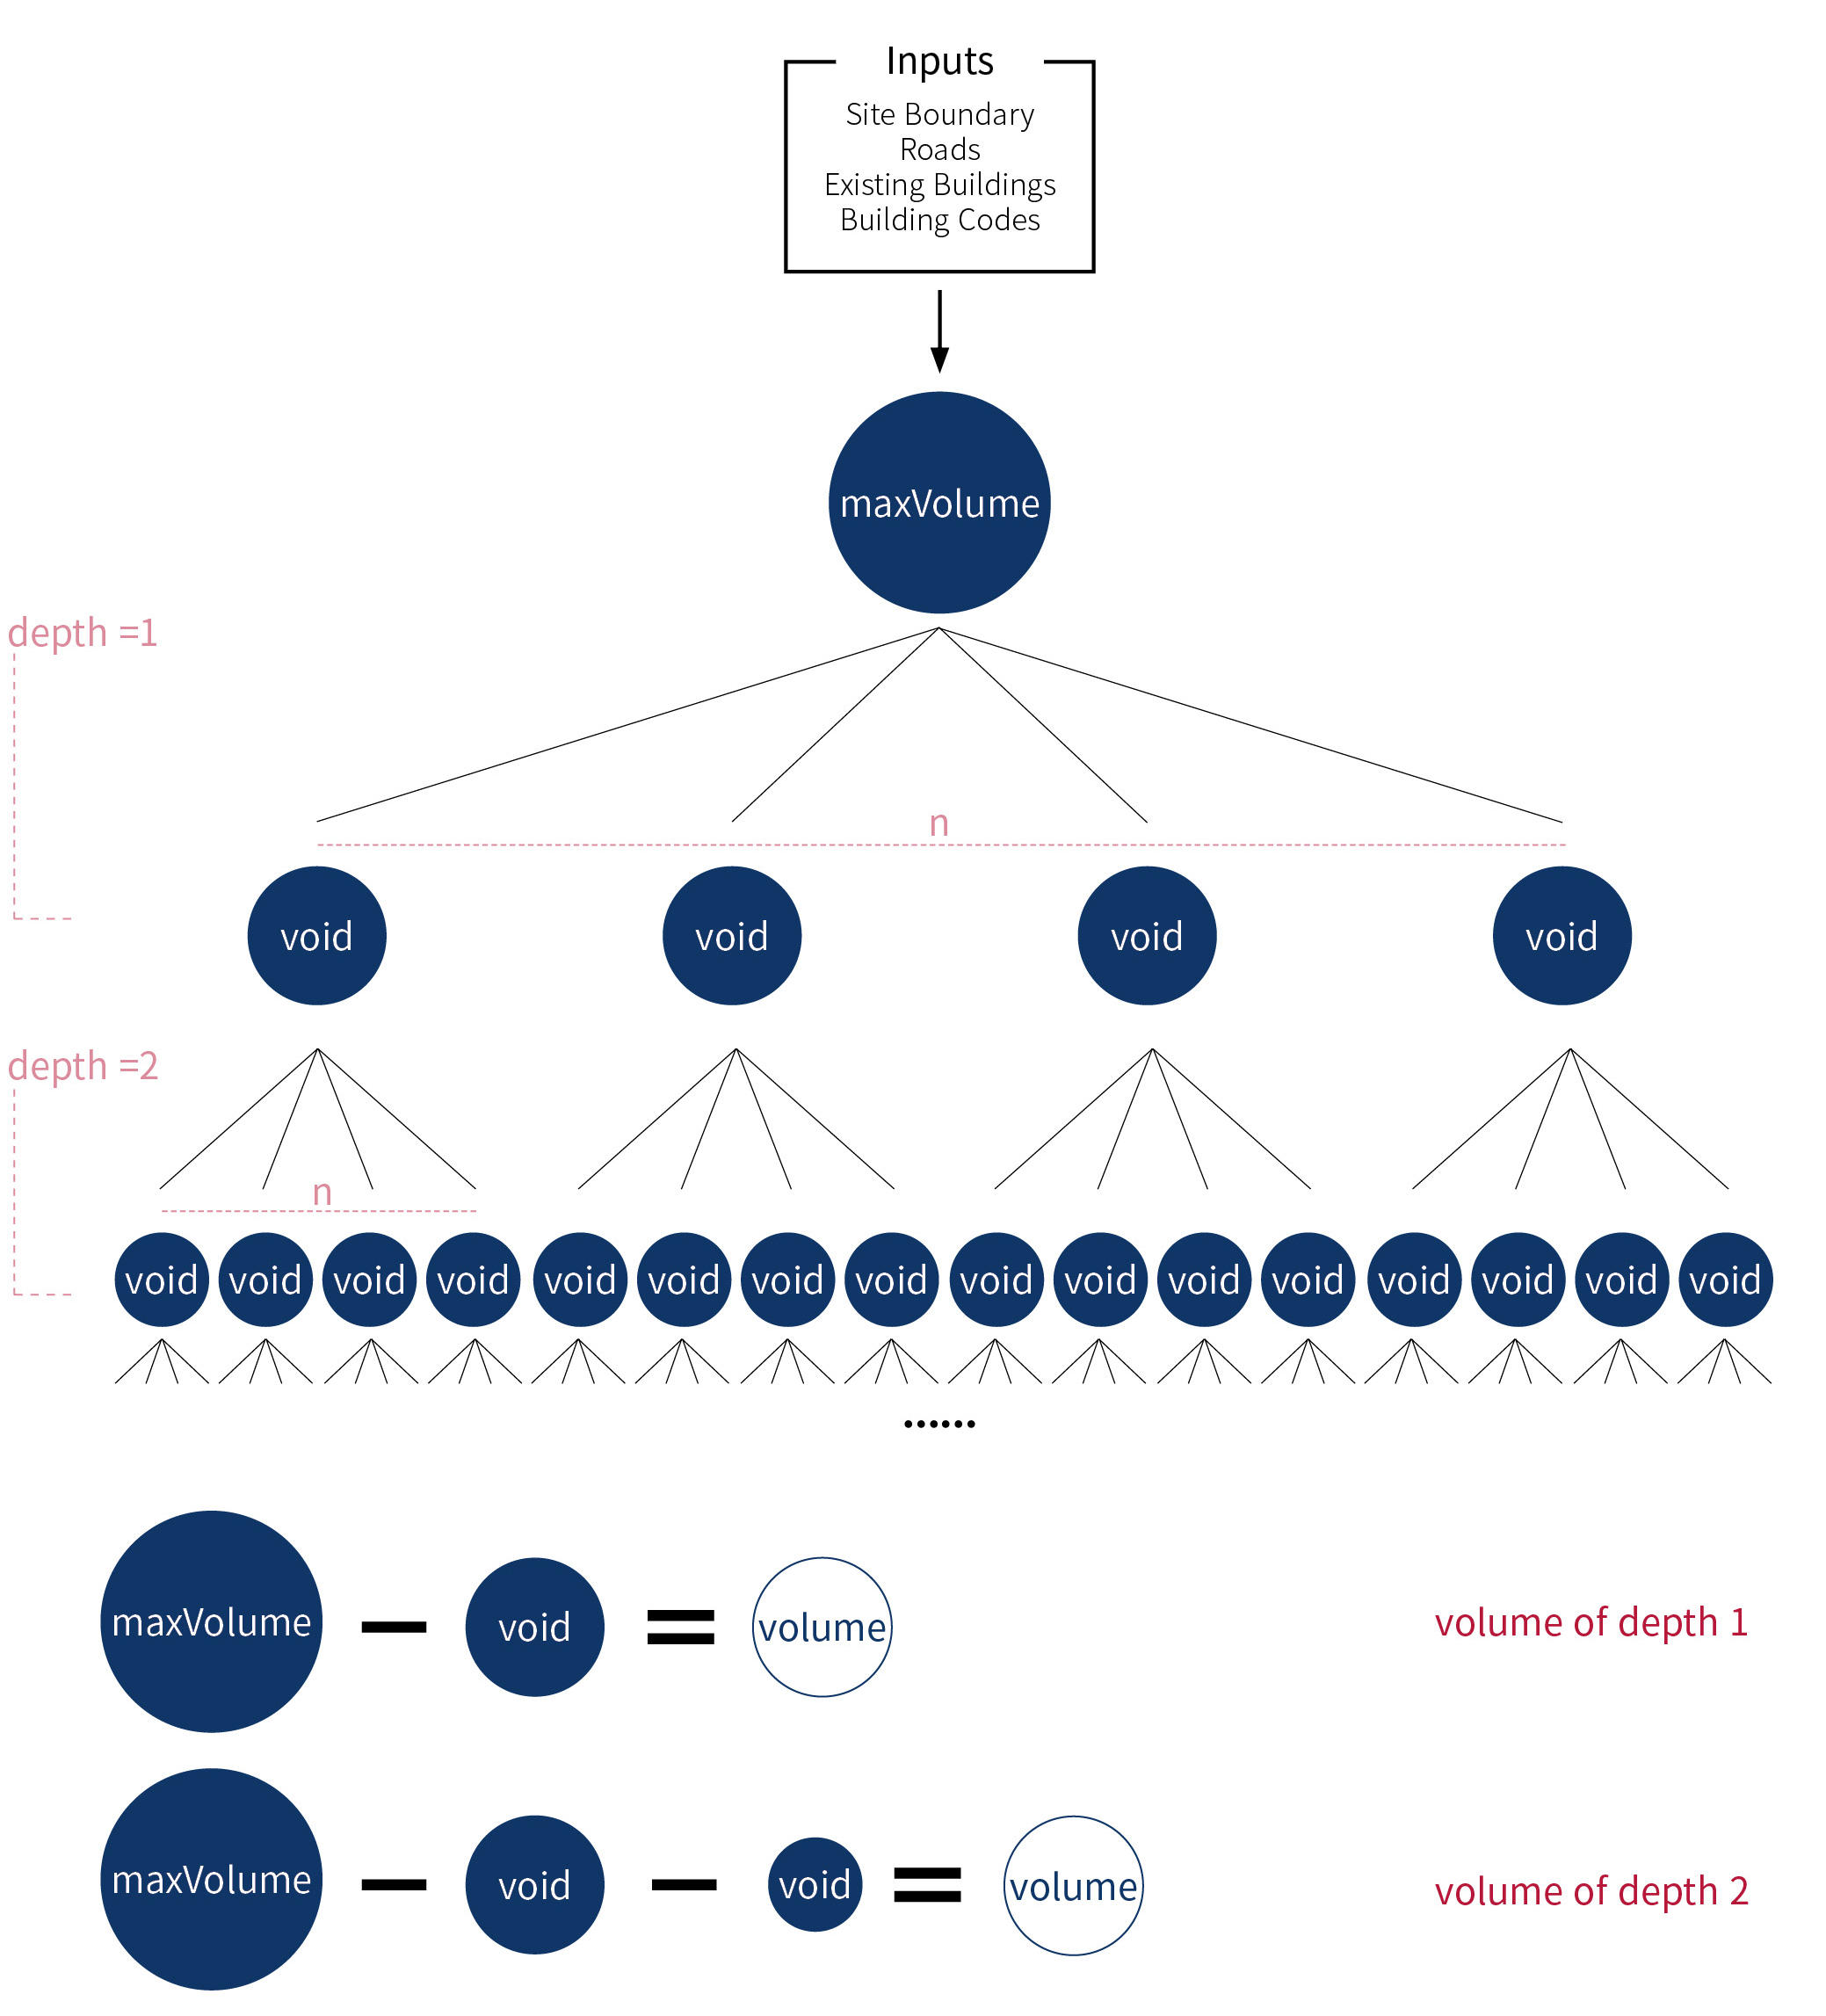 Inputs
Site Boundary
Roads
Existing Buildings
Building Codes
maxVolume
depth =1
n
void void void void
depth =2
n
void void void void void void void void void void void void void void void void
......
maxVolume − void = volume volume of depth 1
maxVolume − void − void = volume volume of depth 2